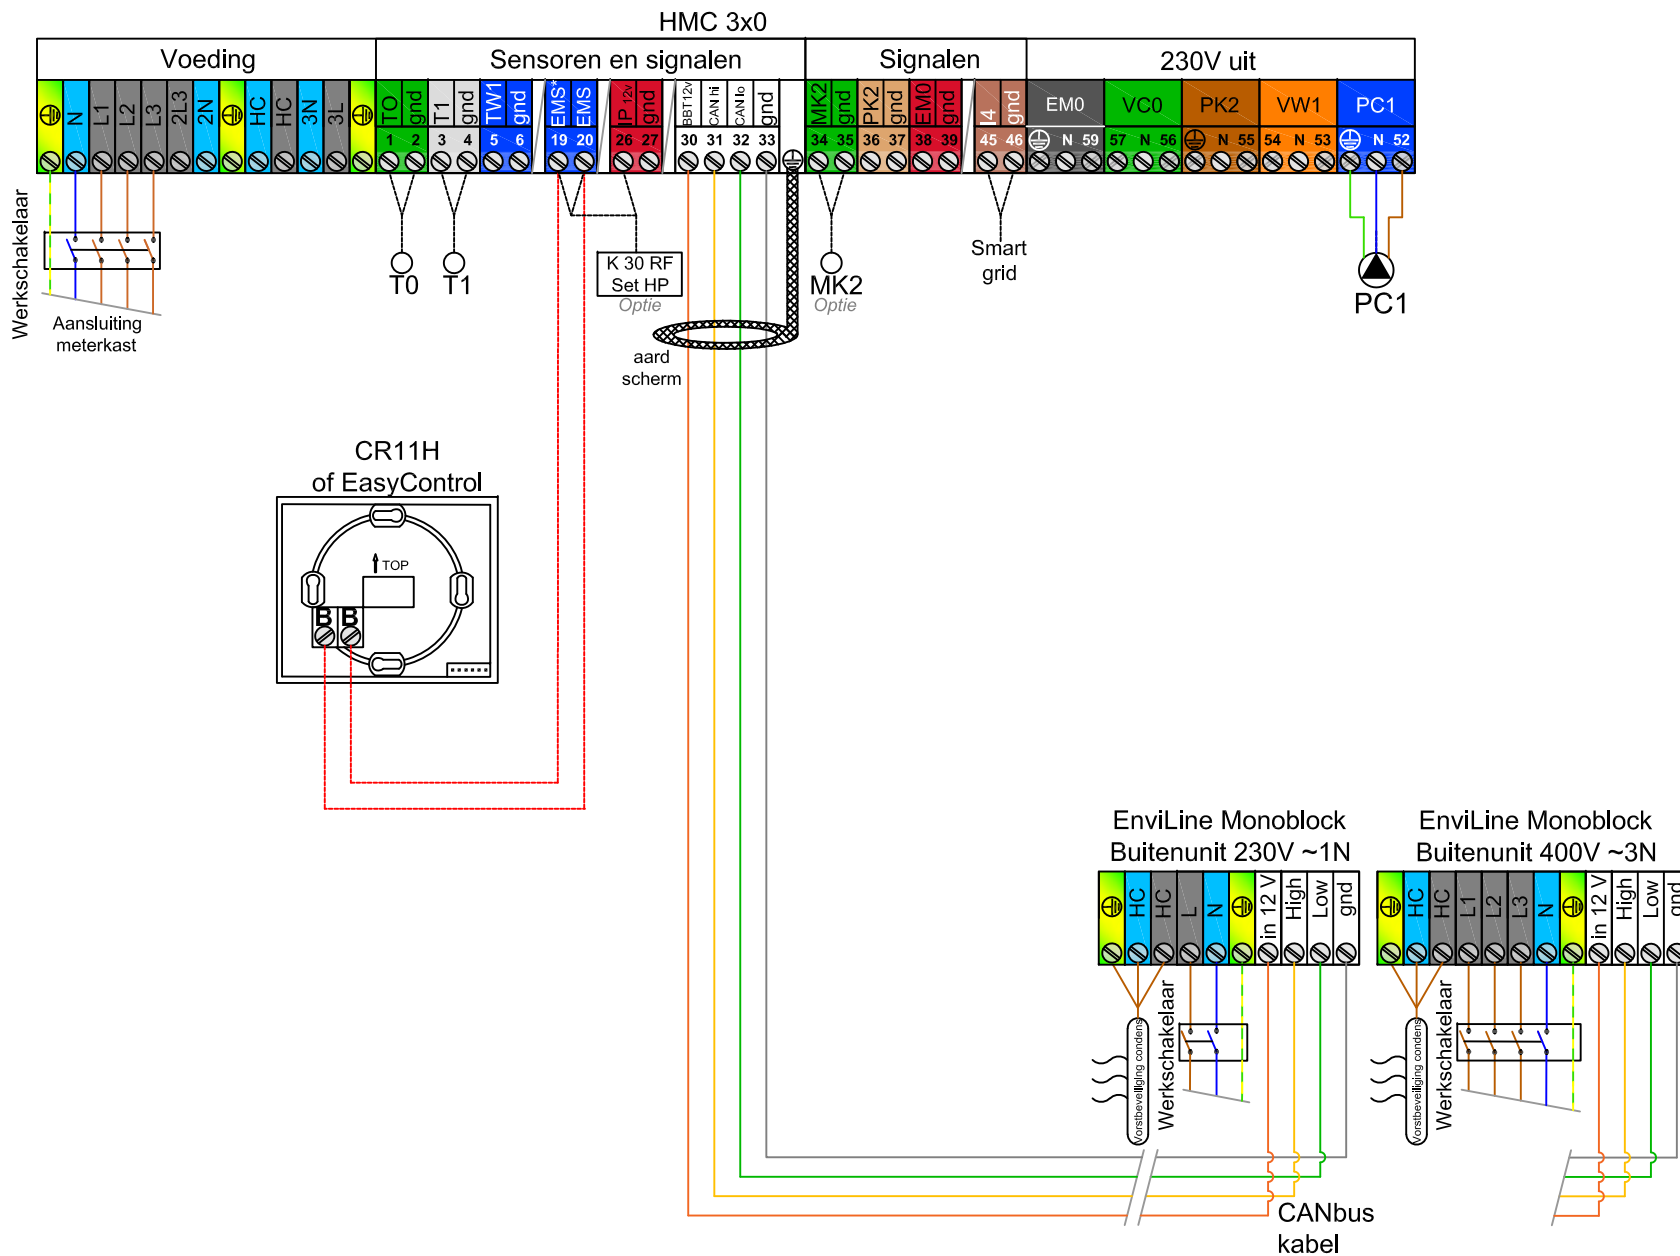 HMC 3x0
Voeding
Sensoren en signalen
Signalen
230V uit
N L1 L2 L3 2L3 2N HC HC 3N 3L
TO gnd T1 gnd TW1 gnd EMS* EMS IP 12v gnd BBT12v CAN hi CAN lo gnd
MK2 gnd PK2 gnd EM0 gnd I4 gnd
EM0 VC0 PK2 VW1 PC1
1 2 3 4 5 6 19 20 26 27 30 31 32 33 34 35 36 37 38 39 45 46 N 59 57 N 56 N 55 54 N 53 N 52
Werkschakelaar
Aansluiting
meterkast
T0
T1
K 30 RF
Set HP
Optie
MK2
Optie
Smart
grid
PC1
aard
scherm
CR11H
of EasyControl
TOP
B B
EnviLine Monoblock
Buitenunit 230V ~1N
HC HC L N in 12 V High Low gnd
Werkschakelaar
Vorstbeveiliging condens
EnviLine Monoblock
Buitenunit 400V ~3N
HC HC L1 L2 L3 N in 12 V High Low gnd
Werkschakelaar
Vorstbeveiliging condens
CANbus
kabel